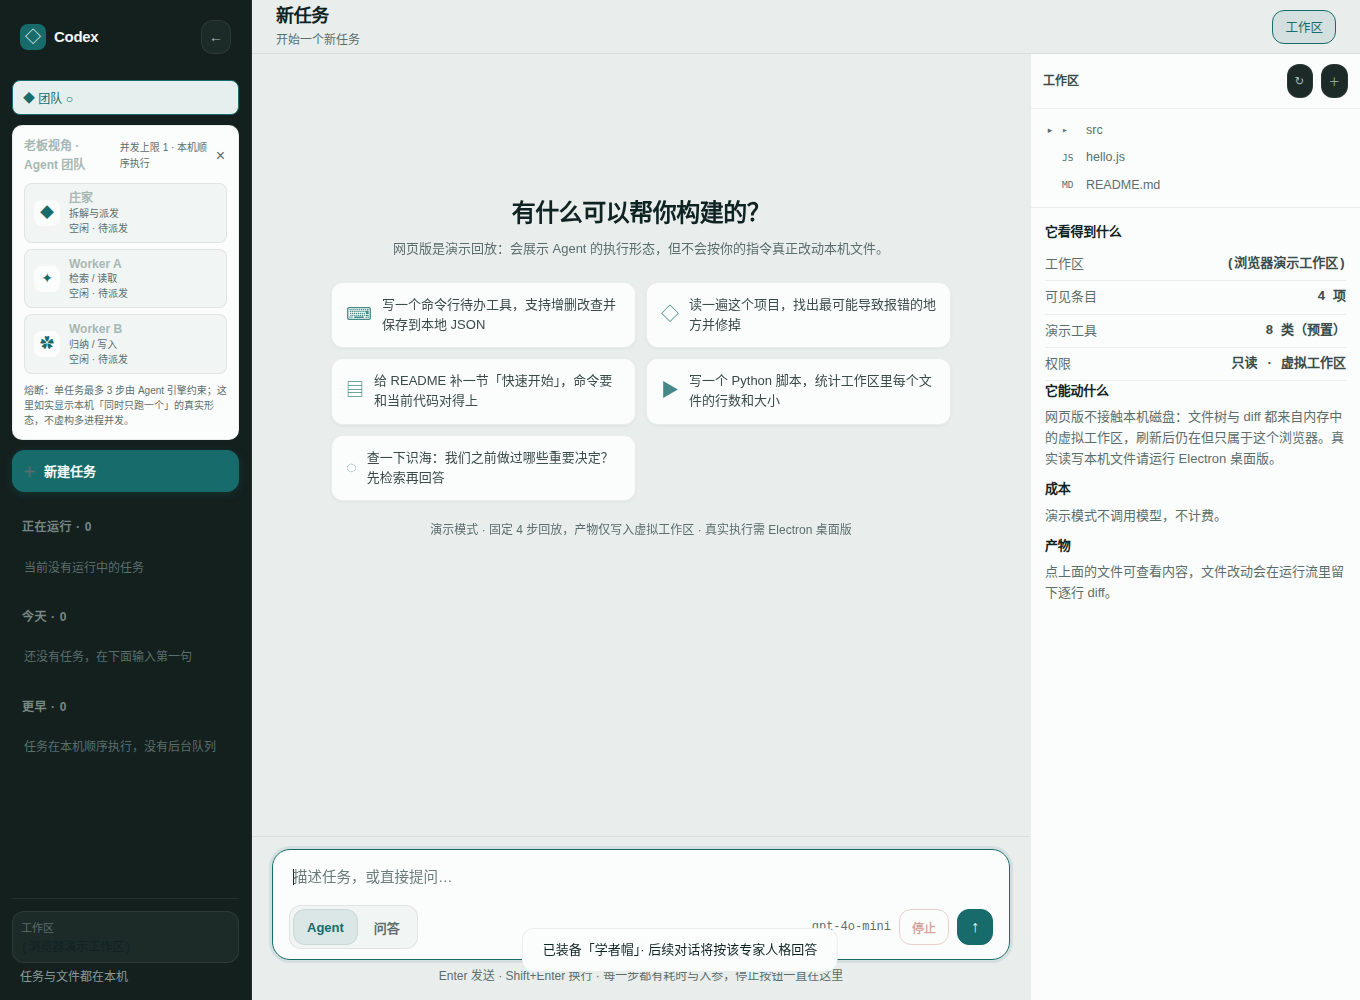 Codex
←
◆ 团队 ○
老板视角 ·
Agent 团队
并发上限 1 · 本机顺
序执行
×
庄家
拆解与派发
空闲 · 待派发
Worker A
检索 / 读取
空闲 · 待派发
Worker B
归纳 / 写入
空闲 · 待派发
熔断：单任务最多 3 步由 Agent 引擎约束；这
里如实显示本机「同时只跑一个」的真实形
态，不虚构多进程并发。
＋ 新建任务
正在运行 · 0
当前没有运行中的任务
今天 · 0
还没有任务，在下面输入第一句
更早 · 0
任务在本机顺序执行，没有后台队列
工作区
(浏览器演示工作区)
任务与文件都在本机
新任务
开始一个新任务
工作区
有什么可以帮你构建的？
网页版是演示回放：会展示 Agent 的执行形态，但不会按你的指令真正改动本机文件。
写一个命令行待办工具，支持增删改查并
保存到本地 JSON
读一遍这个项目，找出最可能导致报错的地
方并修掉
给 README 补一节「快速开始」，命令要
和当前代码对得上
写一个 Python 脚本，统计工作区里每个文
件的行数和大小
查一下识海：我们之前做过哪些重要决定？
先检索再回答
演示模式 · 固定 4 步回放，产物仅写入虚拟工作区 · 真实执行需 Electron 桌面版
描述任务，或直接提问…
Agent 问答
gpt-4o-mini
停止
↑
已装备「学者帽」· 后续对话将按该专家人格回答
Enter 发送 · Shift+Enter 换行 · 每一步都有耗时与入参，停止按钮一直在这里
工作区
↻ ＋
▸ ▸ src
JS hello.js
MD README.md
它看得到什么
工作区 (浏览器演示工作区)
可见条目 4 项
演示工具 8 类（预置）
权限 只读 · 虚拟工作区
它能动什么
网页版不接触本机磁盘：文件树与 diff 都来自内存中
的虚拟工作区，刷新后仍在但只属于这个浏览器。真
实读写本机文件请运行 Electron 桌面版。
成本
演示模式不调用模型，不计费。
产物
点上面的文件可查看内容，文件改动会在运行流里留
下逐行 diff。